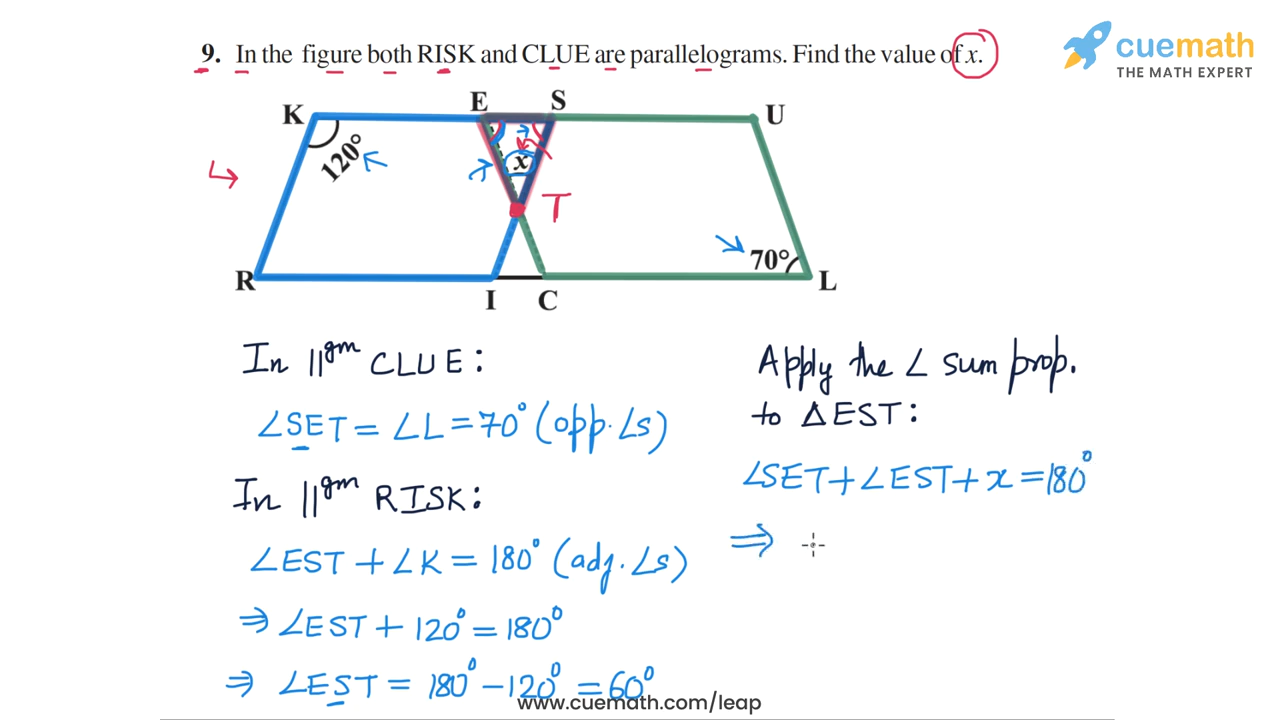 9. In the figure both RISK and CLUE are parallelograms. Find the value of x.
cuemath
THE MATH EXPERT
K E S U
120° x T
R I C 70° L
In ||gm CLUE:
∠SET = ∠L = 70° (opp. ∠s)
In ||gm RISK:
∠EST + ∠K = 180° (adj. ∠s)
⇒ ∠EST + 120° = 180°
⇒ ∠EST = 180° - 120° = 60°
Apply the ∠ sum prop.
to △EST:
∠SET + ∠EST + x = 180°
⇒
www.cuemath.com/leap